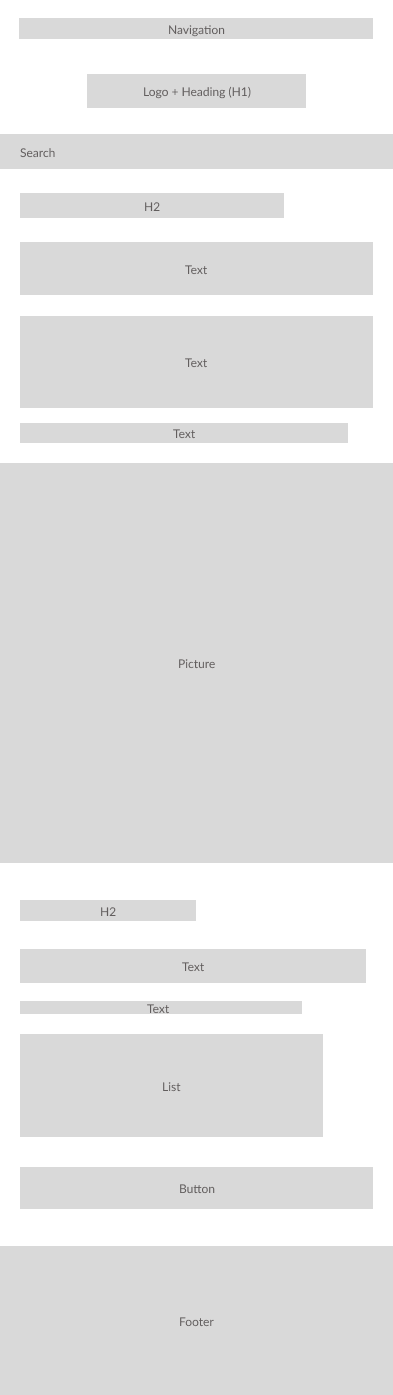 Navigation
Logo + Heading (H1)
Search
H2
Text
Text
Text
Picture
H2
Text
Text
List
Button
Footer